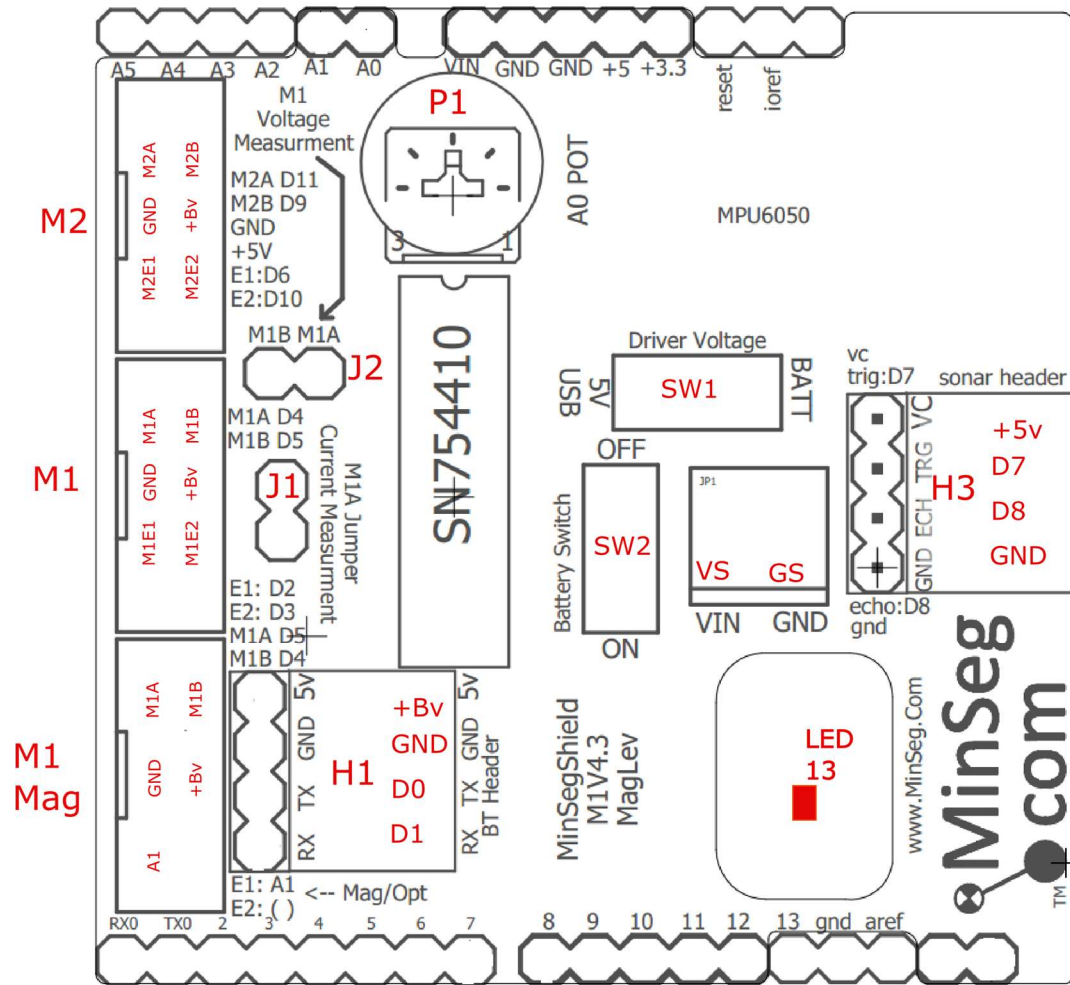 A5 A4 A3 A2 A1 A0 VIN GND GND +5 +3.3 reset ioref
M1
Voltage
Measurment
P1
3 1
A0 POT
MPU6050
M2
M2A M2B
GND +Bv
M2E1 M2E2
M2A D11
M2B D9
GND
+5V
E1:D6
E2:D10
M1B M1A
J2
SN754410
Driver Voltage
USB
5V
SW1
BATT
vc
trig:D7
sonar header
M1
M1A M1B
GND +Bv
M1E1 M1E2
M1A D4
M1B D5
J1
M1A Jumper
Current Measurment
E1: D2
E2: D3
M1A D5
M1B D4
OFF
SW2
ON
Battery Switch
JP1
VS GS
VIN GND
GND ECH TRG VC
H3
+5v
D7
D8
GND
echo:D8
gnd
M1
Mag
M1A M1B
GND +Bv
A1
H1
RX TX GND 5v
+Bv
GND
D0
D1
RX TX GND 5v
BT Header
E1: A1
E2: ( )
<-- Mag/Opt
MinSegShield
M1V4.3
MagLev
LED
13
www.MinSeg.Com
MinSeg
com
TM
RX0 TX0 2 3 4 5 6 7 8 9 10 11 12 13 gnd aref